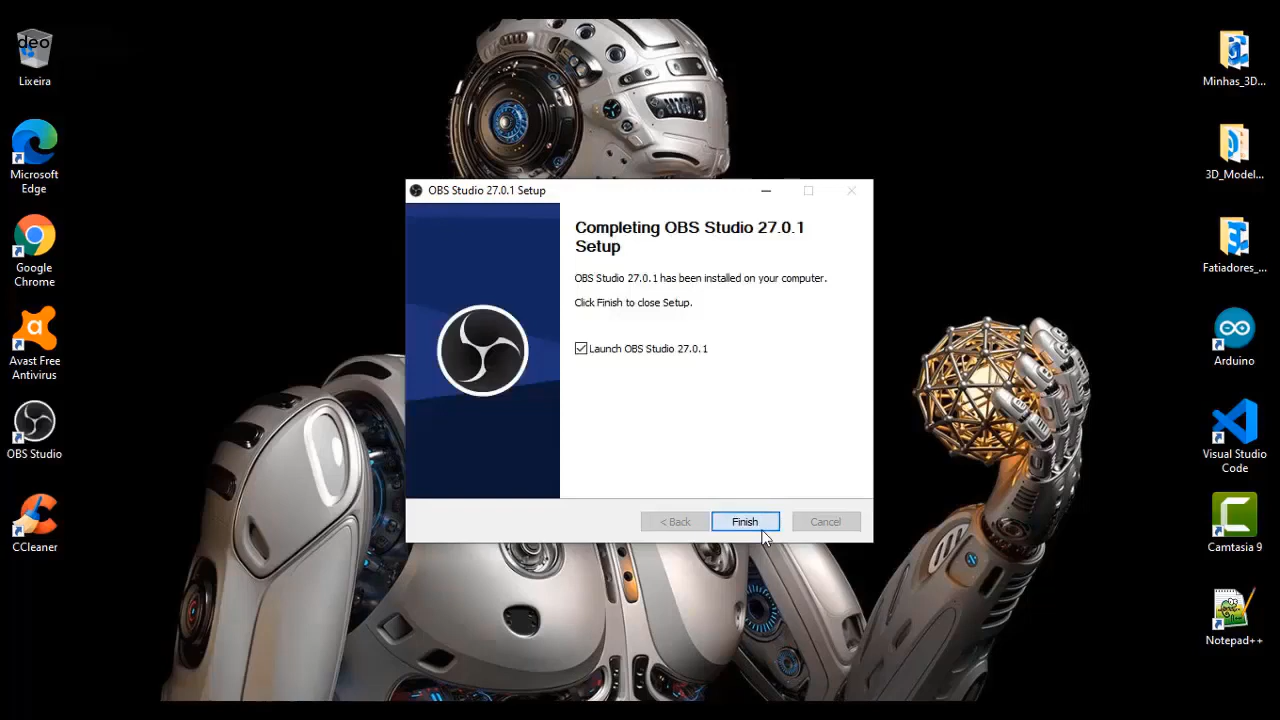 deo
Lixeira
Microsoft
Edge
Google
Chrome
Avast Free
Antivirus
OBS Studio
CCleaner
OBS Studio 27.0.1 Setup
Completing OBS Studio 27.0.1
Setup
OBS Studio 27.0.1 has been installed on your computer.
Click Finish to close Setup.
Launch OBS Studio 27.0.1
< Back
Finish
Cancel
Minhas_3D...
3D_Model...
Fatiadores_...
Arduino
Visual Studio
Code
Camtasia 9
Notepad++